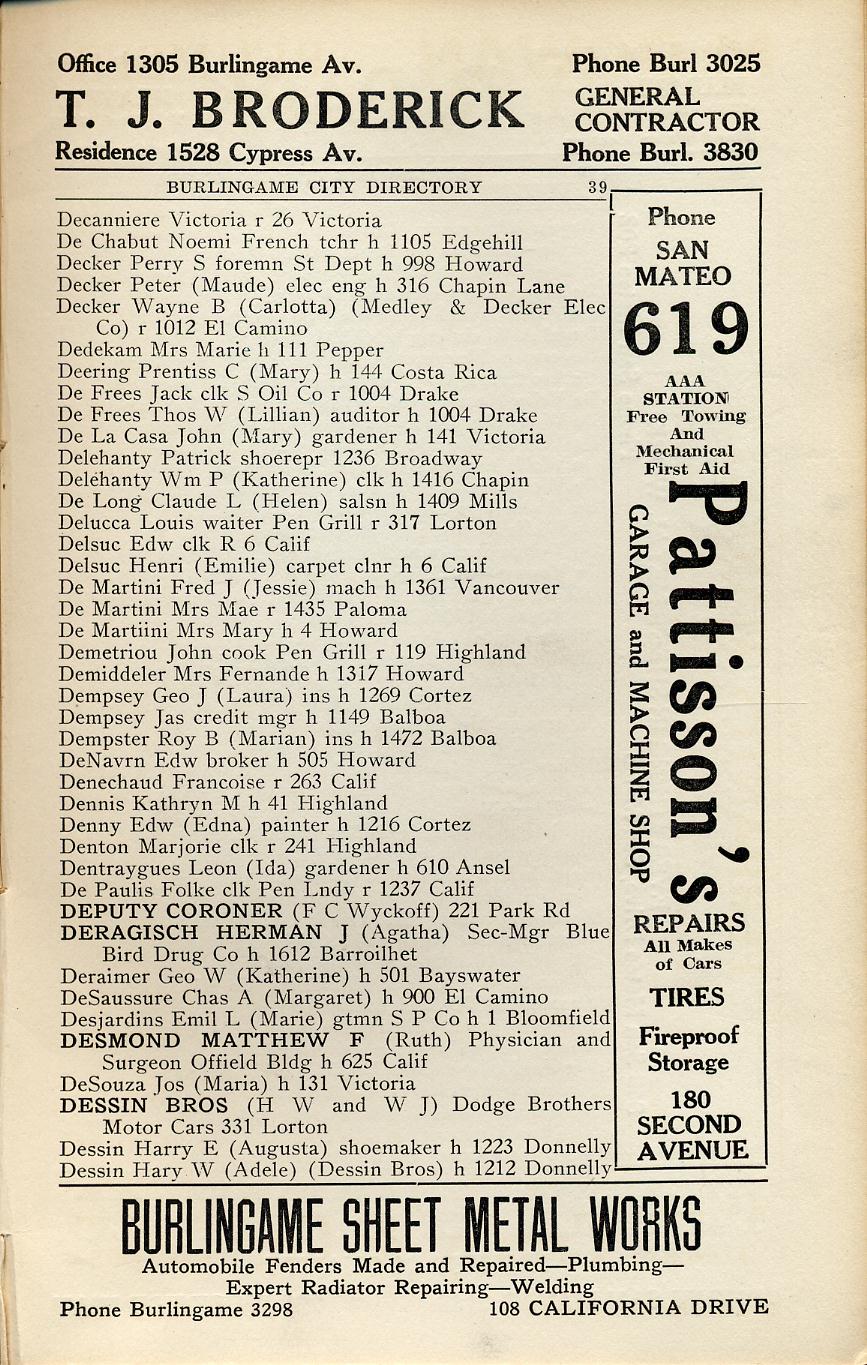 Office 1305 Burlingame Av. Phone Burl 3025
T. J. BRODERICK GENERAL CONTRACTOR
Residence 1528 Cypress Av. Phone Burl. 3830
BURLINGAME CITY DIRECTORY 39
Decanniere Victoria r 26 Victoria
De Chabut Noemi French tchr h 1105 Edgehill
Decker Perry S foremn St Dept h 998 Howard
Decker Peter (Maude) elec eng h 316 Chapin Lane
Decker Wayne B (Carlotta) (Medley & Decker Elec
Co) r 1012 El Camino
Dedekam Mrs Marie h 111 Pepper
Deering Prentiss C (Mary) h 144 Costa Rica
De Frees Jack clk S Oil Co r 1004 Drake
De Frees Thos W (Lillian) auditor h 1004 Drake
De La Casa John (Mary) gardener h 141 Victoria
Delehanty Patrick shoerepr 1236 Broadway
Delehanty Wm P (Katherine) clk h 1416 Chapin
De Long Claude L (Helen) salsn h 1409 Mills
Delucca Louis waiter Pen Grill r 317 Lorton
Delsuc Edw clk R 6 Calif
Delsuc Henri (Emilie) carpet clnr h 6 Calif
De Martini Fred J (Jessie) mach h 1361 Vancouver
De Martini Mrs Mae r 1435 Paloma
De Martiini Mrs Mary h 4 Howard
Demetriou John cook Pen Grill r 119 Highland
Demiddeler Mrs Fernande h 1317 Howard
Dempsey Geo J (Laura) ins h 1269 Cortez
Dempsey Jas credit mgr h 1149 Balboa
Dempster Roy B (Marian) ins h 1472 Balboa
DeNavrn Edw broker h 505 Howard
Denechaud Francoise r 263 Calif
Dennis Kathryn M h 41 Highland
Denny Edw (Edna) painter h 1216 Cortez
Denton Marjorie clk r 241 Highland
Dentraygues Leon (Ida) gardener h 610 Ansel
De Paulis Folke clk Pen Lndy r 1237 Calif
DEPUTY CORONER (F C Wyckoff) 221 Park Rd
DERAGISCH HERMAN J (Agatha) Sec-Mgr Blue
Bird Drug Co h 1612 Barroilhet
Deraimer Geo W (Katherine) h 501 Bayswater
DeSaussure Chas A (Margaret) h 900 El Camino
Desjardins Emil L (Marie) gtmn S P Co h 1 Bloomfield
DESMOND MATTHEW F (Ruth) Physician and
Surgeon Offield Bldg h 625 Calif
DeSouza Jos (Maria) h 131 Victoria
DESSIN BROS (H W and W J) Dodge Brothers
Motor Cars 331 Lorton
Dessin Harry E (Augusta) shoemaker h 1223 Donnelly
Dessin Hary W (Adele) (Dessin Bros) h 1212 Donnelly
Phone
SAN
MATEO
619
AAA
STATION
Free Towing
And
Mechanical
First Aid
Pattisson's
GARAGE and MACHINE SHOP
REPAIRS
All Makes
of Cars
TIRES
Fireproof
Storage
180
SECOND
AVENUE
BURLINGAME SHEET METAL WORKS
Automobile Fenders Made and Repaired—Plumbing—
Expert Radiator Repairing—Welding
Phone Burlingame 3298 108 CALIFORNIA DRIVE